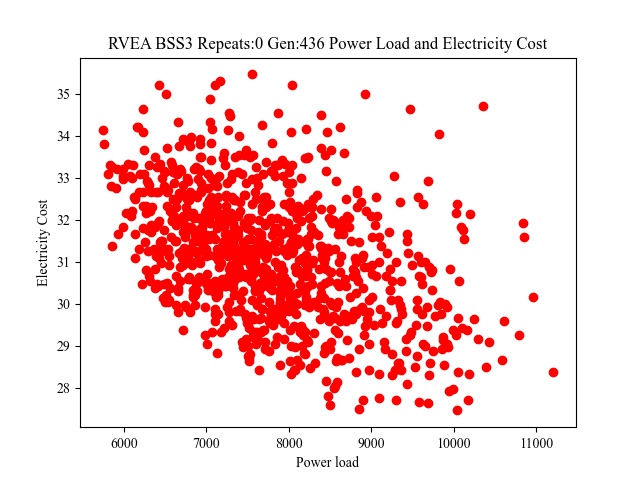 RVEA BSS3 Repeats:0 Gen:436 Power Load and Electricity Cost
35
34
33
32
31
30
29
28
Electricity Cost
6000 7000 8000 9000 10000 11000
Power load